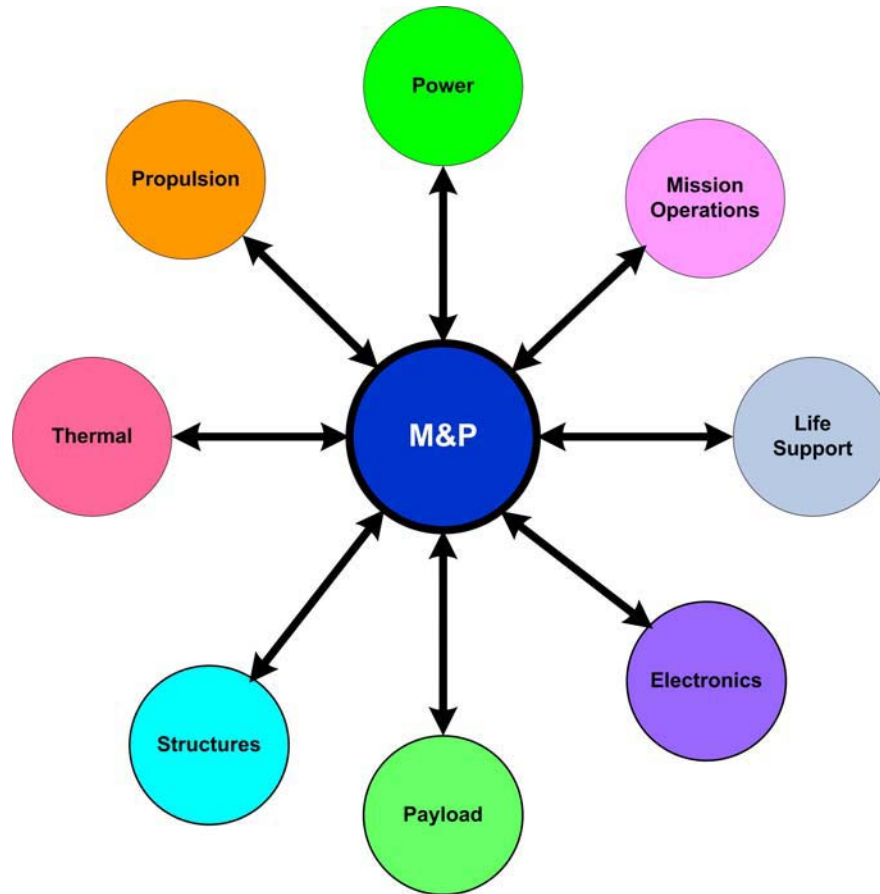 Power
Propulsion
Mission
Operations
Thermal
M&P
Life
Support
Structures
Electronics
Payload